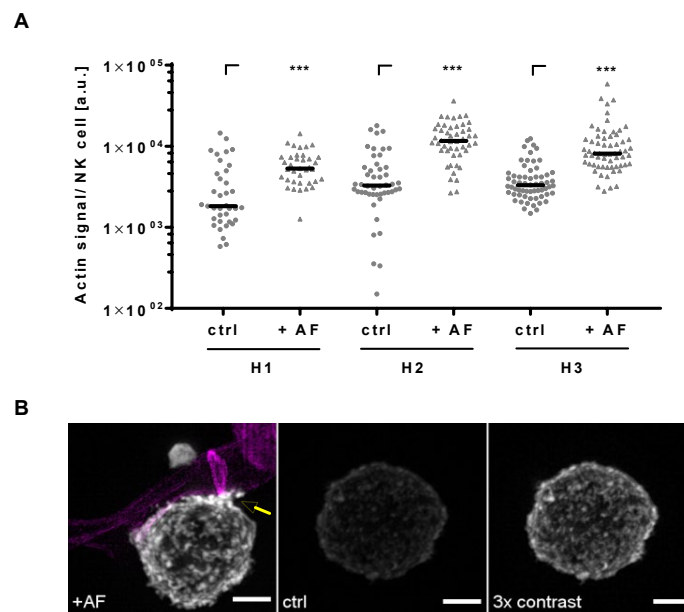 A
Actin signal/ NK cell [a.u.]
1×10⁰⁵
1×10⁰⁴
1×10⁰³
1×10⁰²
*** *** ***
ctrl + AF ctrl + AF ctrl + AF
H1 H2 H3
B
+AF ctrl 3x contrast